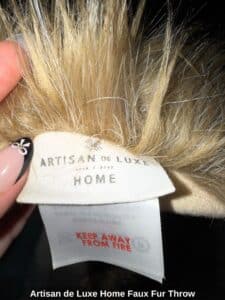 ARTISAN DE LUXE
HOME
KEEP AWAY
FROM FIRE
Artisan de Luxe Home Faux Fur Throw